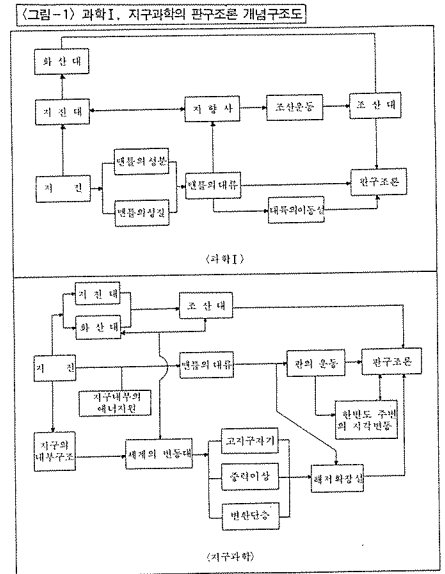 <그림-1> 과학Ⅰ, 지구과학의 판구조론 개념구조도
화 산 대
지 진 대
지 향 사
조산운동
조 산 대
맨틀의성분
지 진
맨틀의대류
판구조론
맨틀의성질
대륙의이동설
<과학Ⅰ>
지 진 대
조 산 대
화 산 대
지 진
맨틀의 대류
판의 운동
판구조론
지구내부의
에너지원
한반도 주변
의 지각변동
지구의
내부구조
세계의 변동대
고지구자기
중력이상
해저확장설
변환단층
<지구과학>